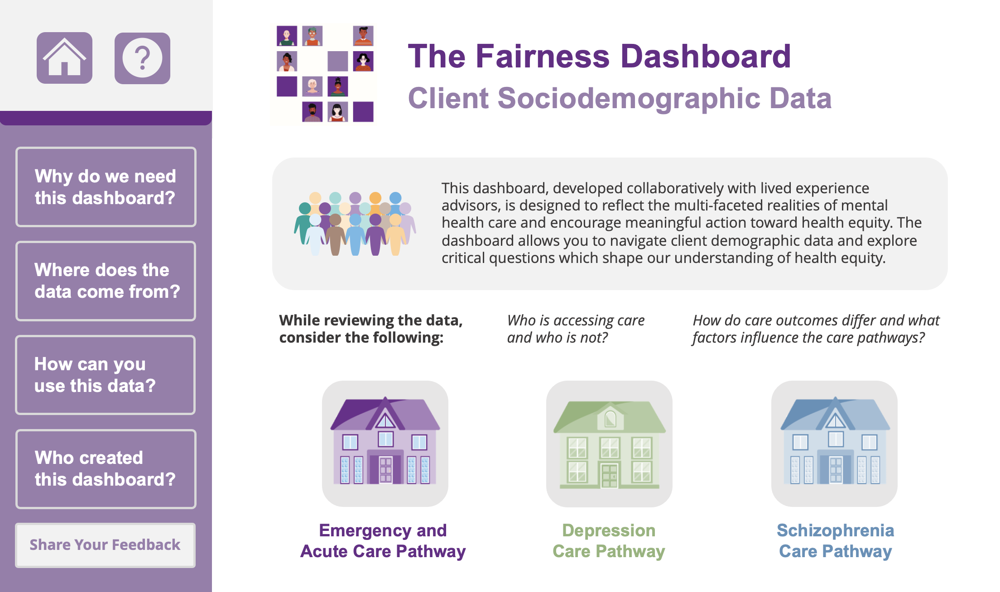 The Fairness Dashboard
Client Sociodemographic Data
Why do we need
this dashboard?
Where does the
data come from?
How can you
use this data?
Who created
this dashboard?
Share Your Feedback
This dashboard, developed collaboratively with lived experience
advisors, is designed to reflect the multi-faceted realities of mental
health care and encourage meaningful action toward health equity. The
dashboard allows you to navigate client demographic data and explore
critical questions which shape our understanding of health equity.
While reviewing the data,
consider the following:
Who is accessing care
and who is not?
How do care outcomes differ and what
factors influence the care pathways?
Emergency and
Acute Care Pathway
Depression
Care Pathway
Schizophrenia
Care Pathway